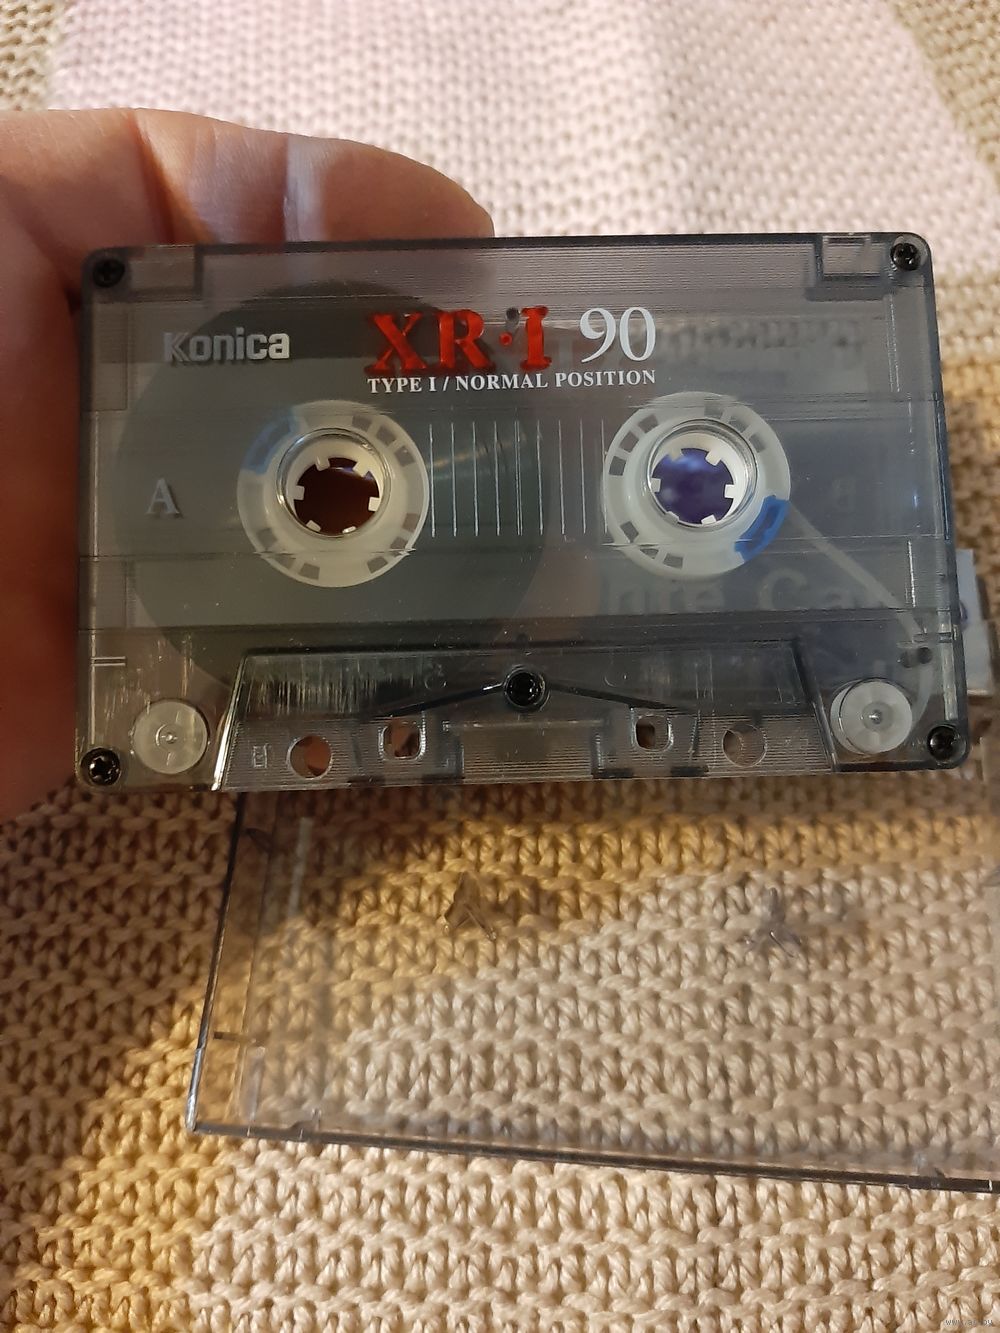 Konica
XR·I 90
TYPE I / NORMAL POSITION
A